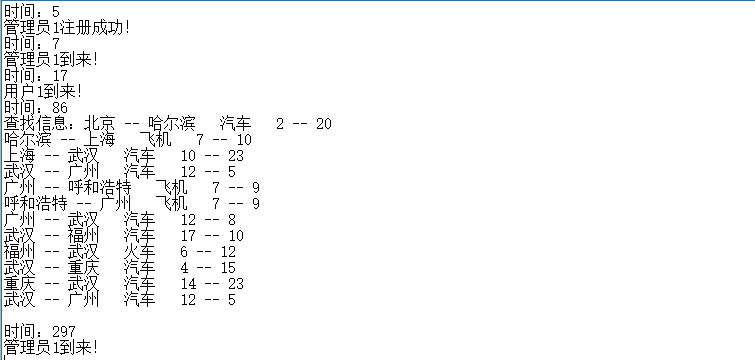 时间：5
管理员1注册成功!
时间：7
管理员1到来!
时间：17
用户1到来!
时间：86
查找信息：北京 -- 哈尔滨   汽车   2 -- 20
哈尔滨 -- 上海   飞机   7 -- 10
上海 -- 武汉   汽车   10 -- 23
武汉 -- 广州   汽车   12 -- 5
广州 -- 呼和浩特   飞机   7 -- 9
呼和浩特 -- 广州   飞机   7 -- 9
广州 -- 武汉   汽车   12 -- 8
武汉 -- 福州   汽车   17 -- 10
福州 -- 武汉   火车   6 -- 12
武汉 -- 重庆   汽车   4 -- 15
重庆 -- 武汉   汽车   14 -- 23
武汉 -- 广州   汽车   12 -- 5
时间：297
管理员1到来!